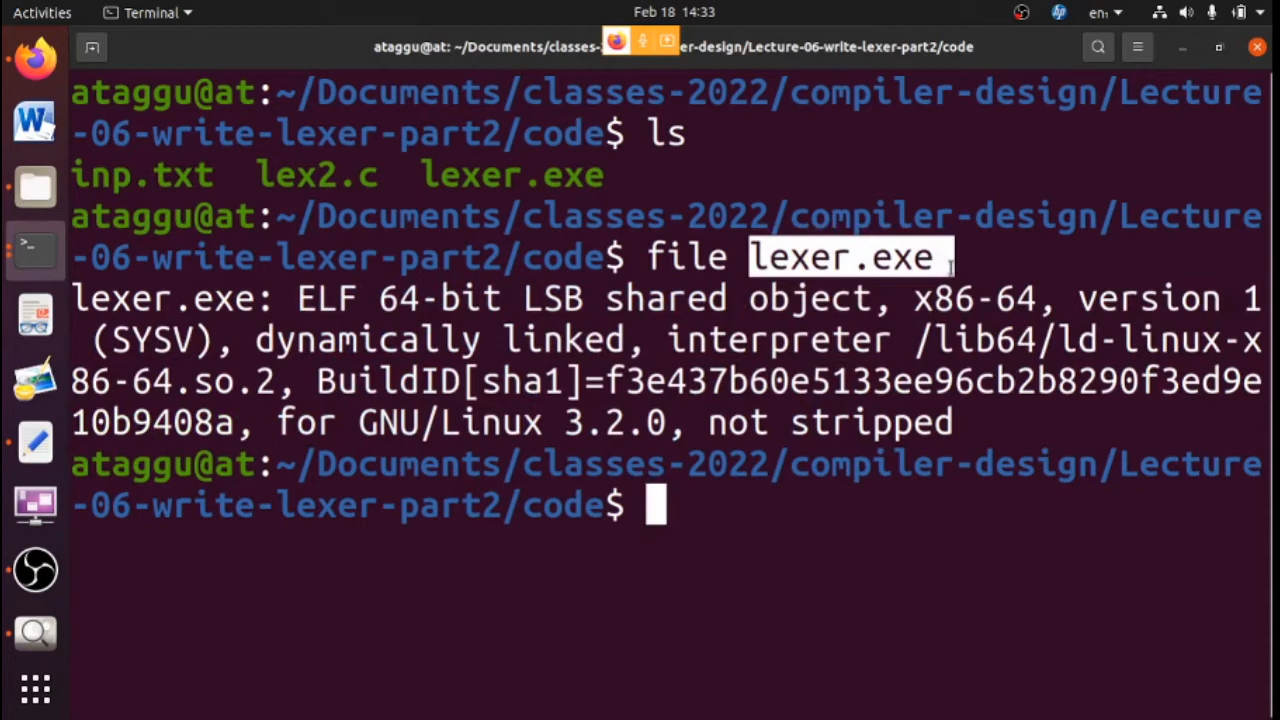 Activities Terminal Feb 18 14:33 en
ataggu@at: ~/Documents/classes- er-design/Lecture-06-write-lexer-part2/code
ataggu@at:~/Documents/classes-2022/compiler-design/Lecture
-06-write-lexer-part2/code$ ls
inp.txt lex2.c lexer.exe
ataggu@at:~/Documents/classes-2022/compiler-design/Lecture
-06-write-lexer-part2/code$ file lexer.exe
lexer.exe: ELF 64-bit LSB shared object, x86-64, version 1
(SYSV), dynamically linked, interpreter /lib64/ld-linux-x
86-64.so.2, BuildID[sha1]=f3e437b60e5133ee96cb2b8290f3ed9e
10b9408a, for GNU/Linux 3.2.0, not stripped
ataggu@at:~/Documents/classes-2022/compiler-design/Lecture
-06-write-lexer-part2/code$